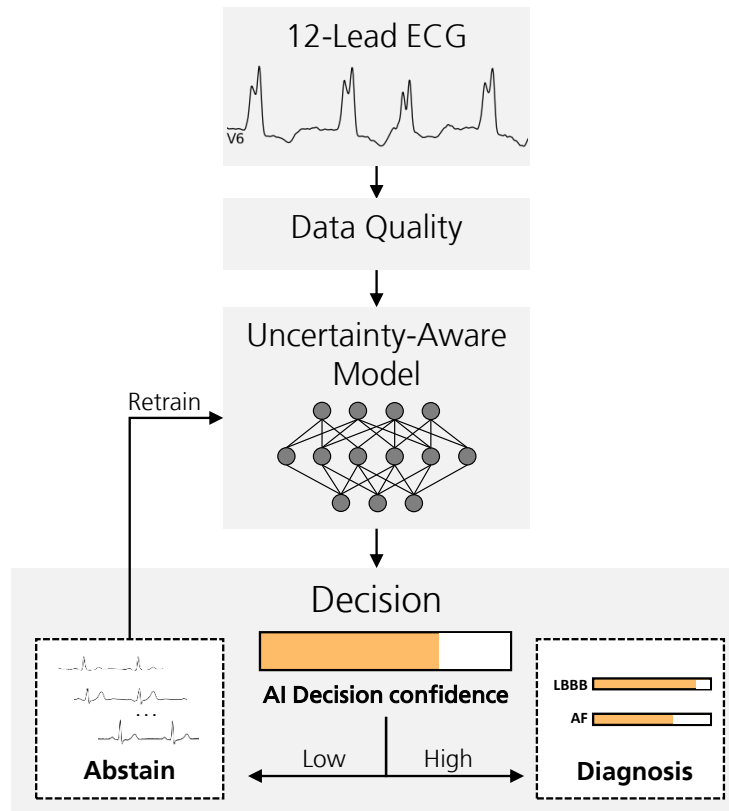 12-Lead ECG
V6
Data Quality
Uncertainty-Aware
Model
Retrain
Decision
AI Decision confidence
Low
High
...
Abstain
LBBB
AF
Diagnosis